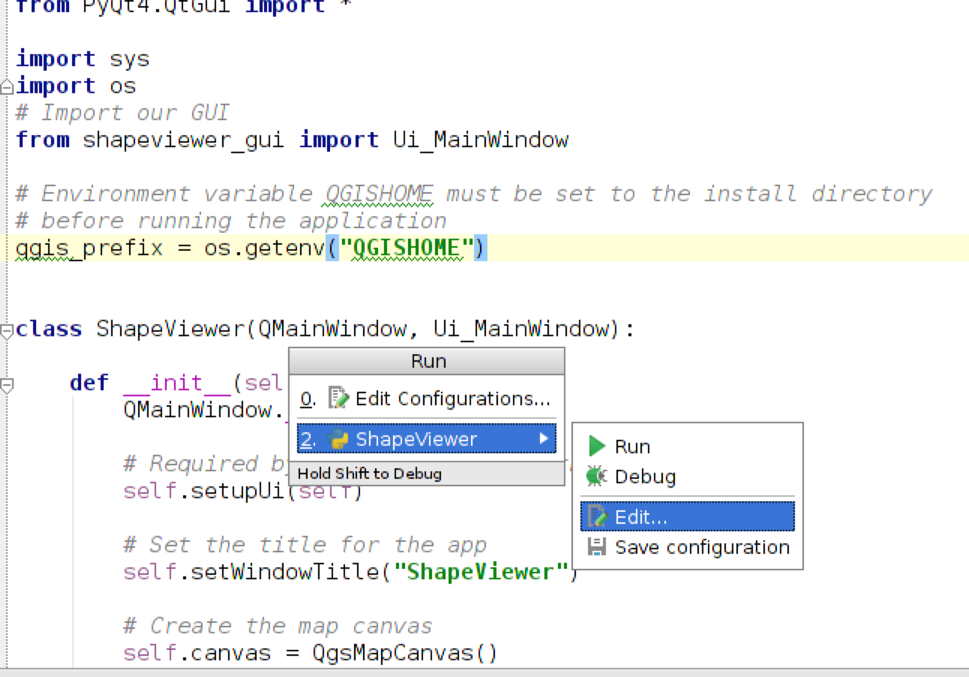 from PyQt4.QtGui import *
import sys
import os
# Import our GUI
from shapeviewer_gui import Ui_MainWindow
# Environment variable QGISHOME must be set to the install directory
# before running the application
qgis_prefix = os.getenv("QGISHOME")
class ShapeViewer(QMainWindow, Ui_MainWindow):
Run
def __init__(sel
0. Edit Configurations...
QMainWindow.
2. ShapeViewer
Run
# Required b
Hold Shift to Debug
Debug
self.setupUi(self)
Edit...
# Set the title for the app
Save configuration
self.setWindowTitle("ShapeViewer")
# Create the map canvas
self.canvas = QgsMapCanvas()